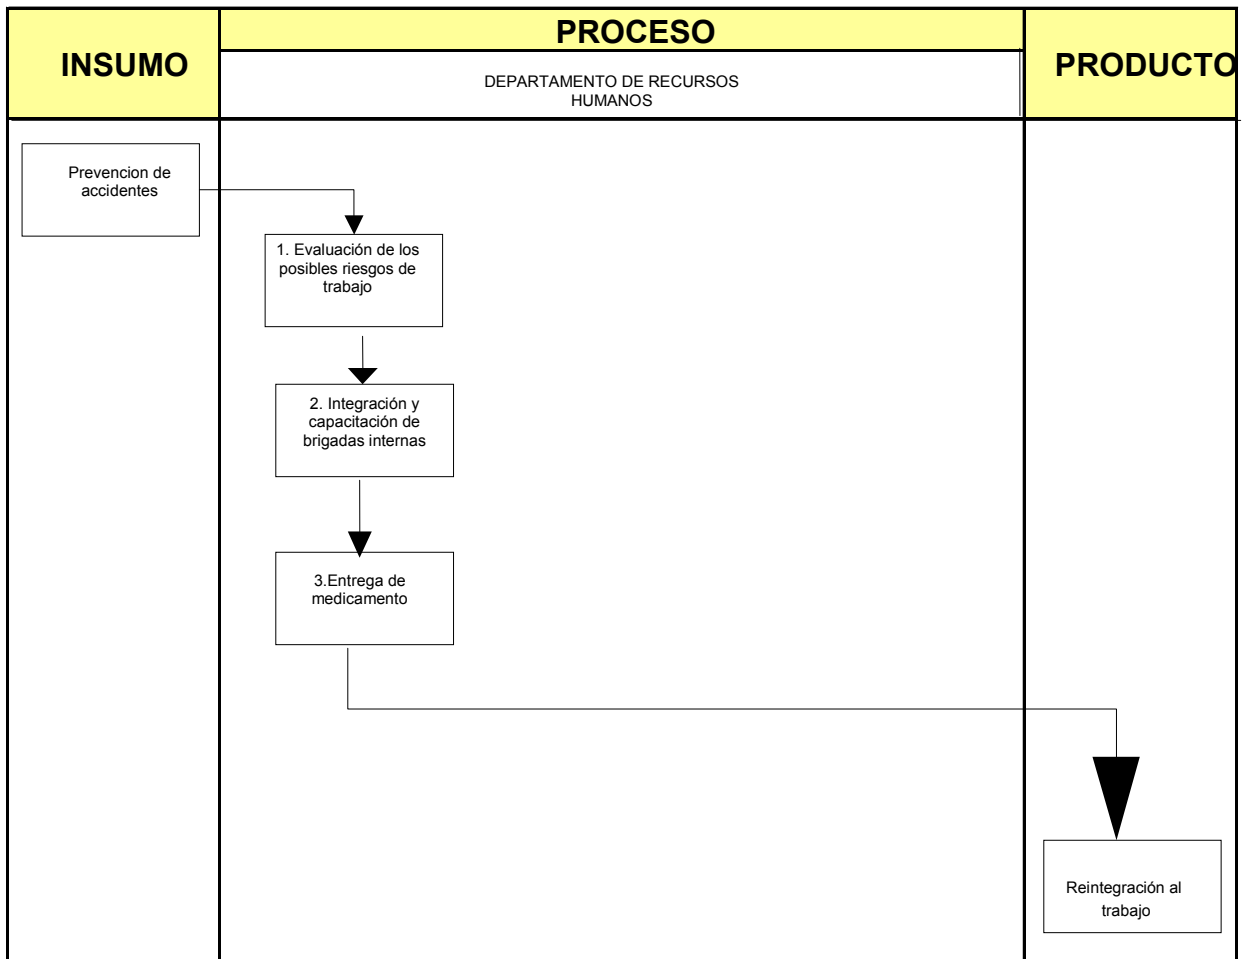 INSUMO
PROCESO
PRODUCTO
DEPARTAMENTO DE RECURSOS
HUMANOS
Prevencion de
accidentes
1. Evaluación de los
posibles riesgos de
trabajo
2. Integración y
capacitación de
brigadas internas
3.Entrega de
medicamento
Reintegración al
trabajo